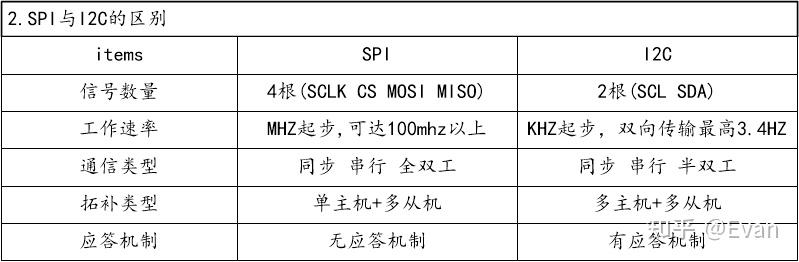 2.SPI与I2C的区别
items SPI I2C
信号数量 4根(SCLK CS MOSI MISO) 2根(SCL SDA)
工作速率 MHZ起步,可达100mhz以上 KHZ起步，双向传输最高3.4HZ
通信类型 同步 串行 全双工 同步 串行 半双工
拓补类型 单主机+多从机 多主机+多从机
应答机制 无应答机制 有应答机制
知乎 @Evan